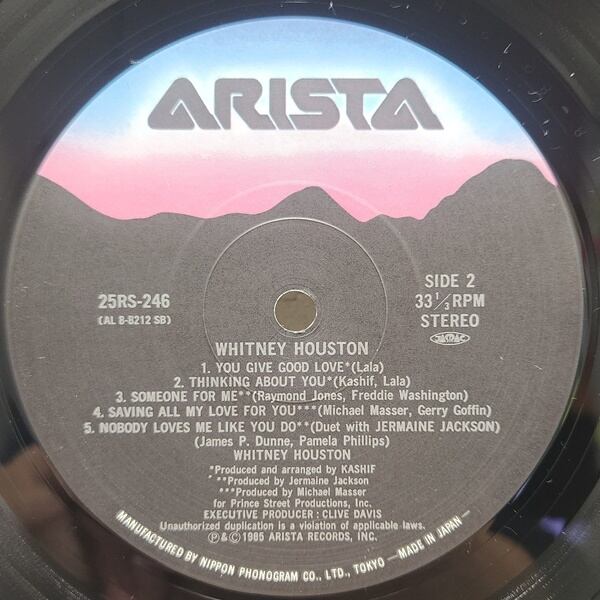 ARISTA
25RS-246
(AL 8-8212 SB)
SIDE 2
33 1/3 RPM
STEREO
JASRAC
WHITNEY HOUSTON
1. YOU GIVE GOOD LOVE*(Lala)
2. THINKING ABOUT YOU*(Kashif, Lala)
3. SOMEONE FOR ME**(Raymond Jones, Freddie Washington)
4. SAVING ALL MY LOVE FOR YOU***(Michael Masser, Gerry Goffin)
5. NOBODY LOVES ME LIKE YOU DO**(Duet with JERMAINE JACKSON)
(James P. Dunne, Pamela Phillips)
WHITNEY HOUSTON
*Produced and arranged by KASHIF
**Produced by Jermaine Jackson
***Produced by Michael Masser
for Prince Street Productions, Inc.
EXECUTIVE PRODUCER : CLIVE DAVIS
Unauthorized duplication is a violation of applicable laws.
℗&©1985 ARISTA RECORDS, INC.
MANUFACTURED BY NIPPON PHONOGRAM CO., LTD., TOKYO —MADE IN JAPAN—